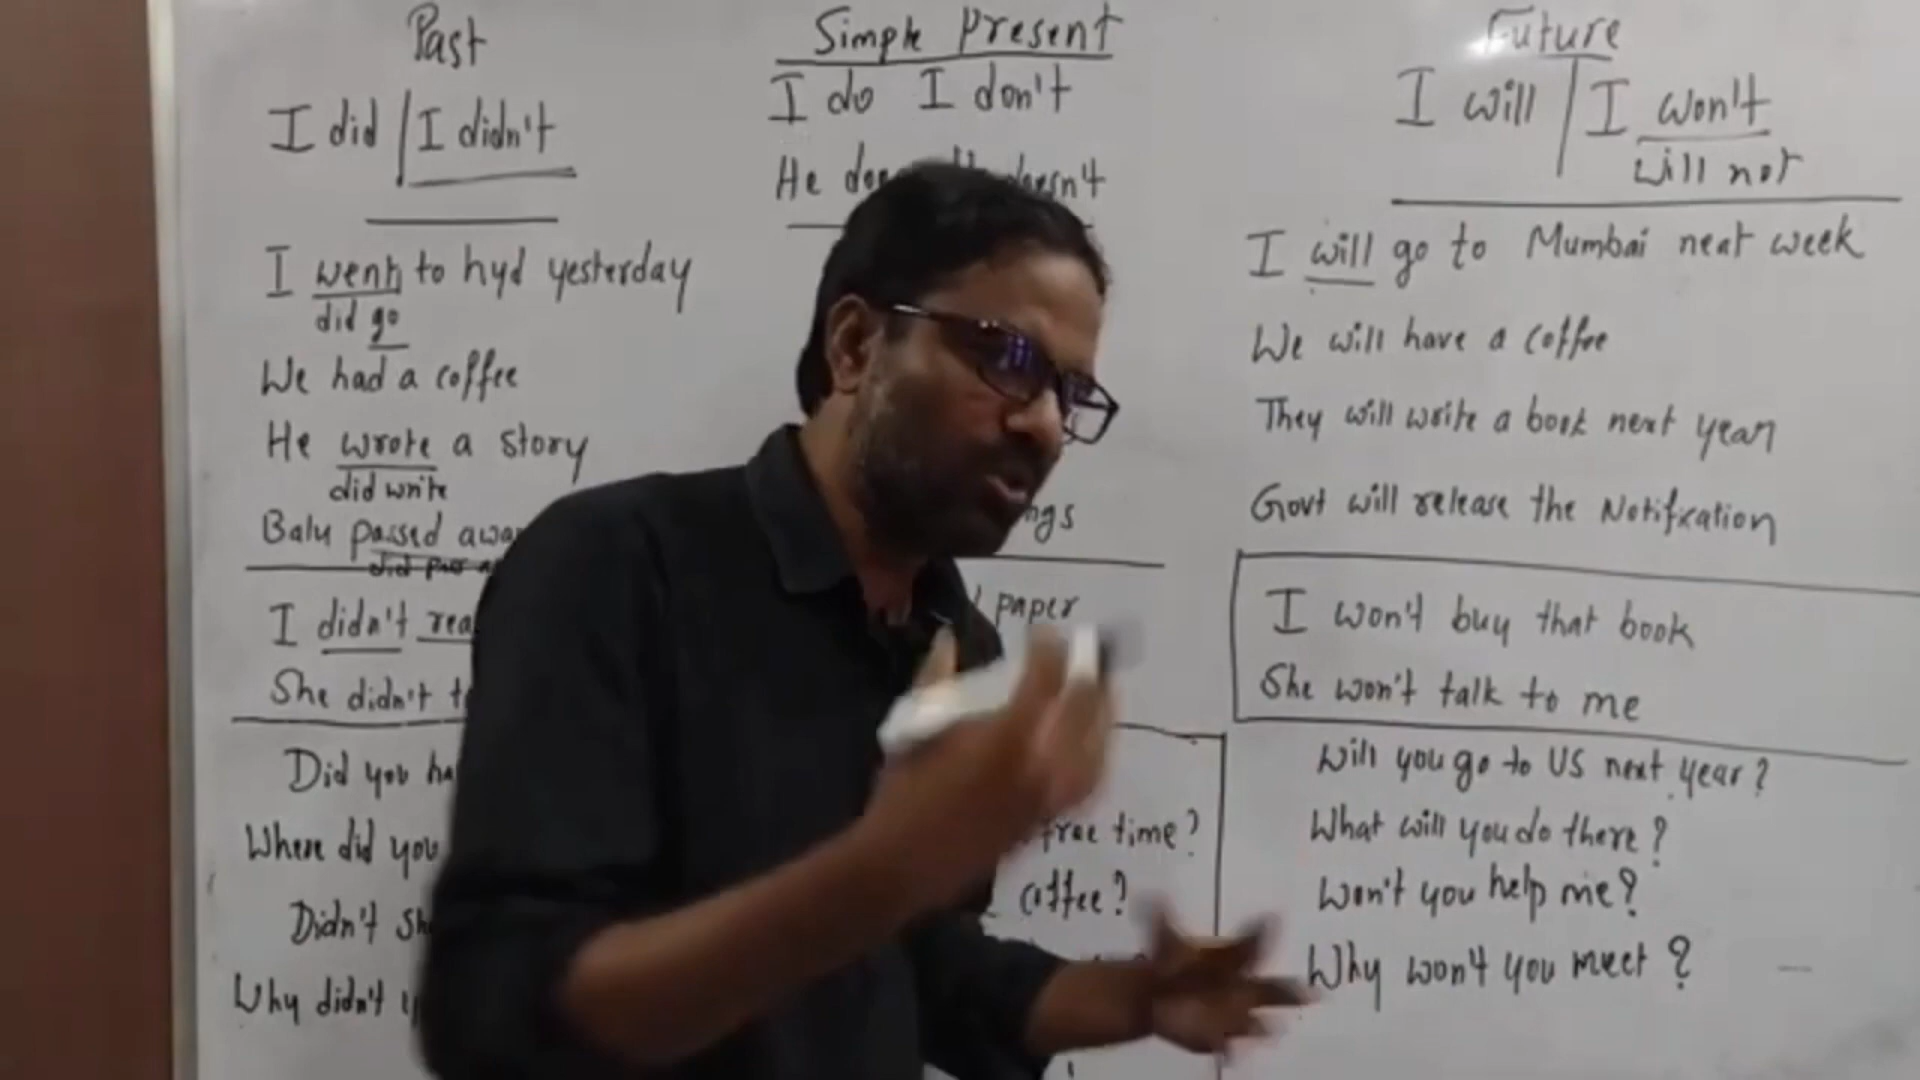 Past
I did | I didn't
I went to hyd yesterday
did go
We had a coffee
He wrote a story
did write
Balu passed
I didn't
She didn't
Did you
Where did you
Didn't
Why didn't
Simple Present
I do I don't
He doesn't
paper
free time?
coffee?
Future
I will | I won't
will not
I will go to Mumbai next week
We will have a coffee
They will write a book next year
Govt will release the Notification
I won't buy that book
She won't talk to me
Will you go to US next year?
What will you do there?
Won't you help me?
Why won't you meet?